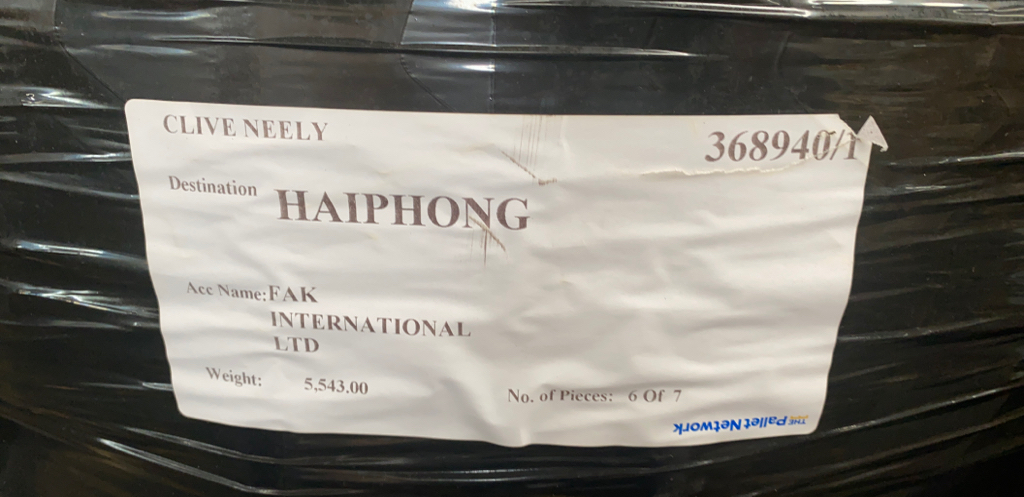 CLIVE NEELY
368940/1
Destination HAIPHONG
Acc Name:FAK
INTERNATIONAL
LTD
Weight: 5,543.00
No. of Pieces: 6 Of 7
THE Pallet Network